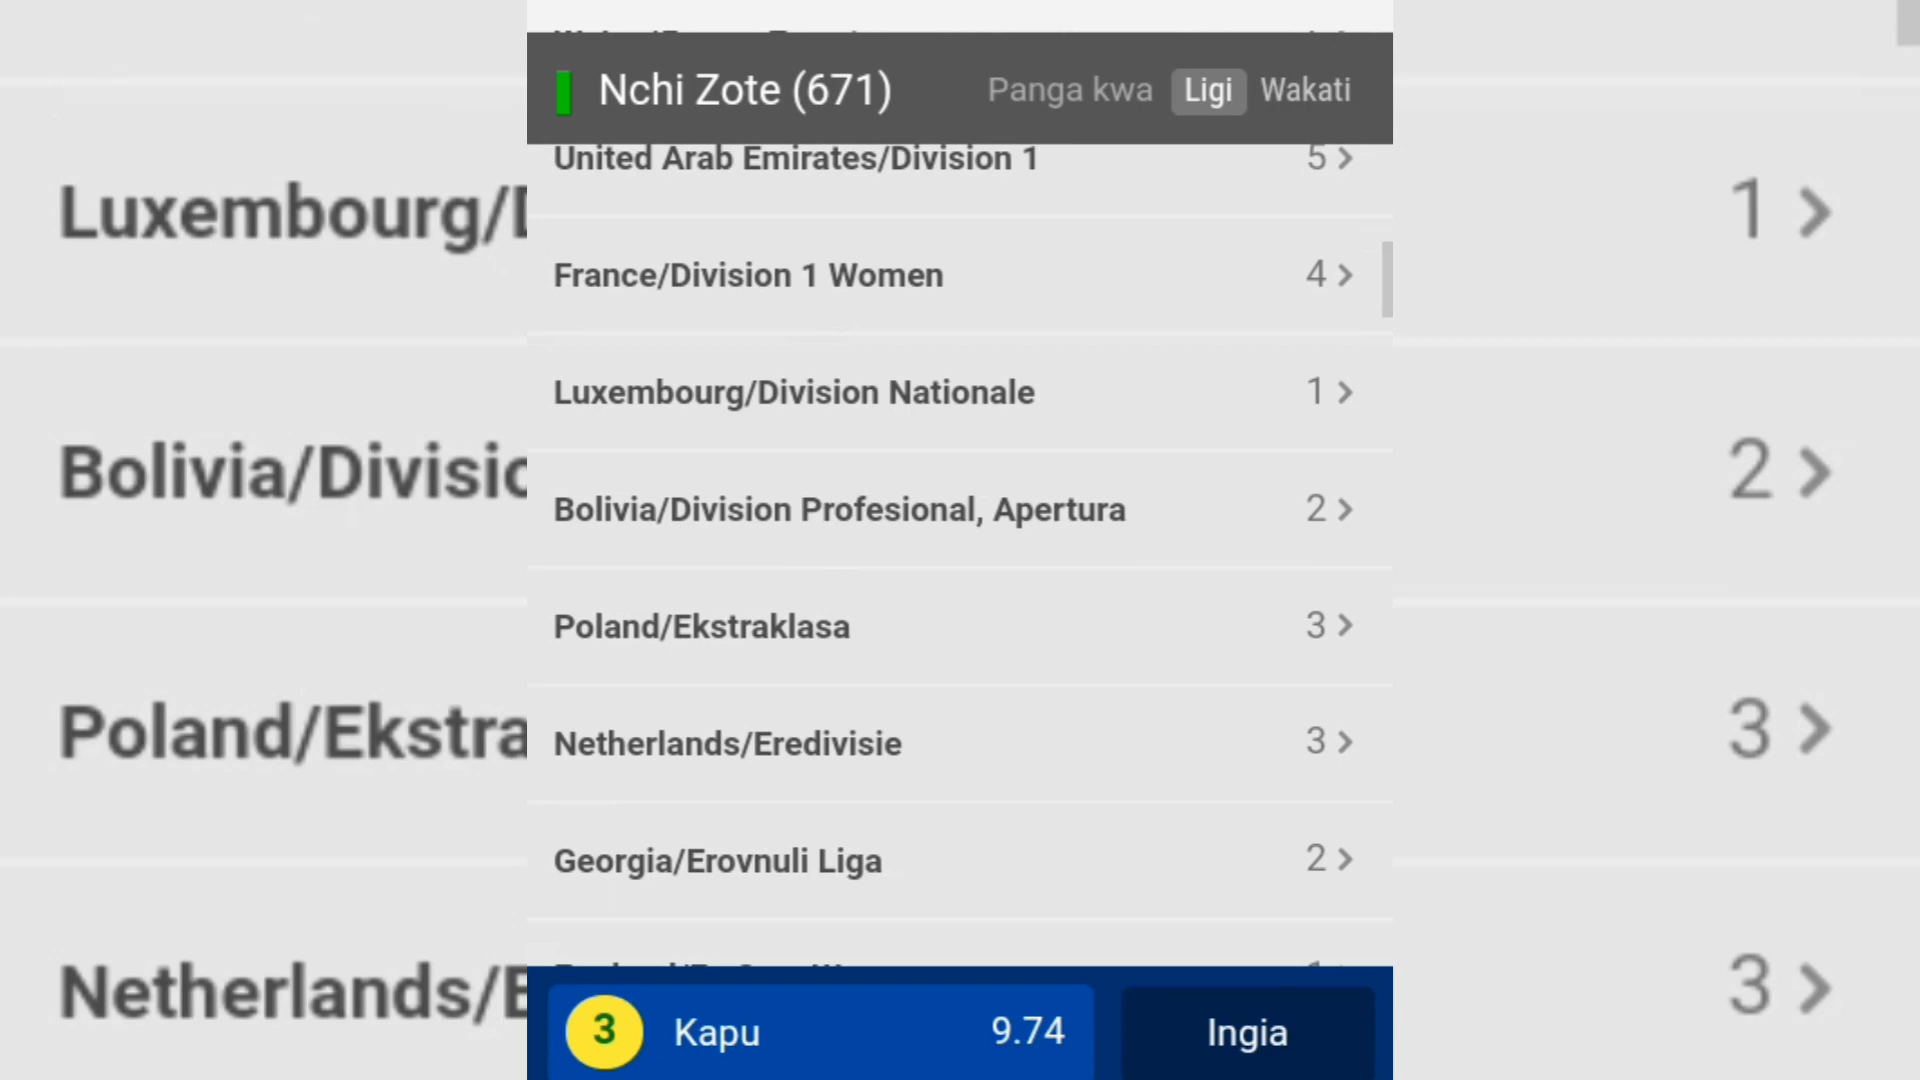 Nchi Zote (671) Panga kwa Ligi Wakati
United Arab Emirates/Division 1 5
France/Division 1 Women 4
Luxembourg/Division Nationale 1
Bolivia/Division Profesional, Apertura 2
Poland/Ekstraklasa 3
Netherlands/Eredivisie 3
Georgia/Erovnuli Liga 2
3 Kapu 9.74 Ingia
Luxembourg/D 1
Bolivia/Divisio 2
Poland/Ekstra 3
Netherlands/E 3